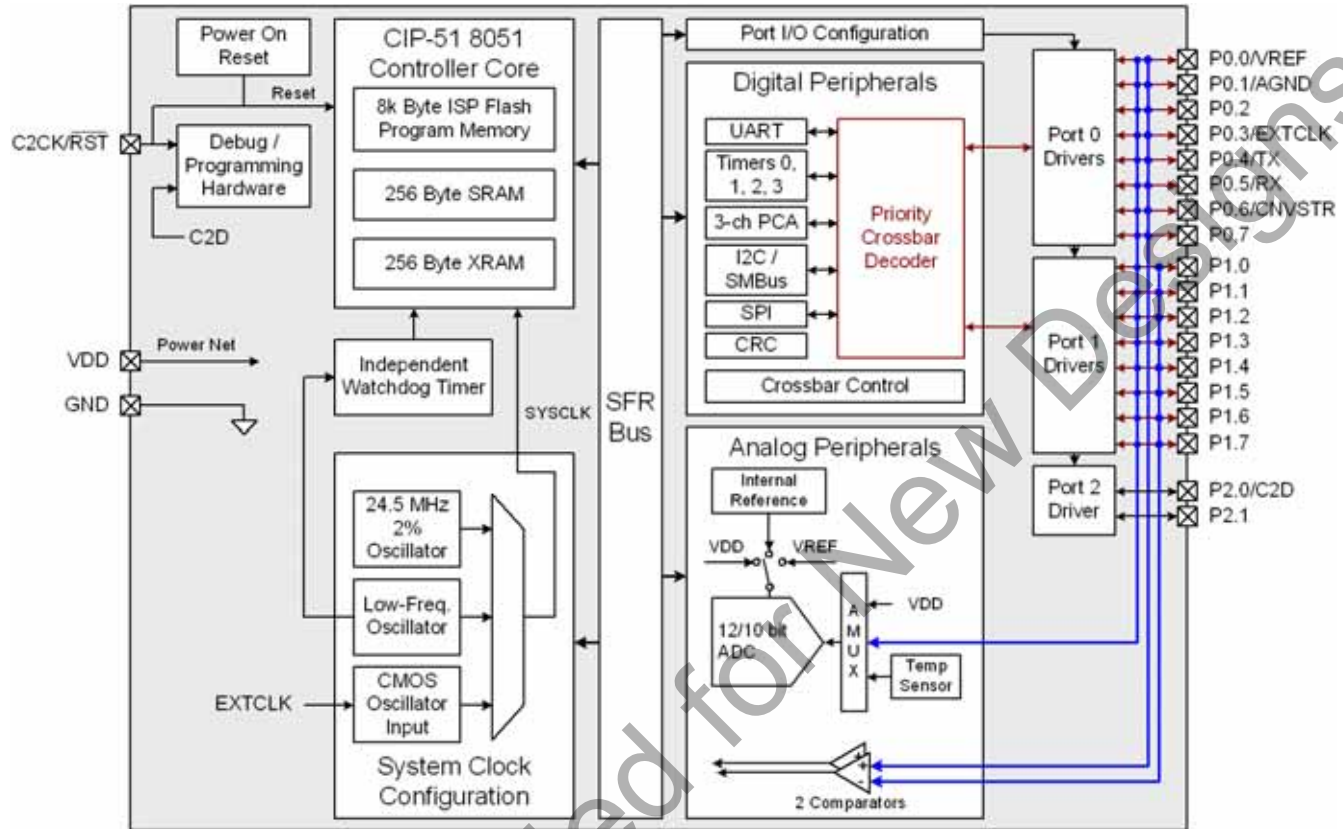 Power On
Reset
Reset
C2CK/RST
Debug /
Programming
Hardware
C2D
VDD
Power Net
GND
CIP-51 8051
Controller Core
8k Byte ISP Flash
Program Memory
256 Byte SRAM
256 Byte XRAM
Independent
Watchdog Timer
SYSCLK
24.5 MHz
2%
Oscillator
Low-Freq.
Oscillator
EXTCLK
CMOS
Oscillator
Input
System Clock
Configuration
SFR
Bus
Port I/O Configuration
Digital Peripherals
UART
Timers 0,
1, 2, 3
3-ch PCA
I2C /
SMBus
SPI
CRC
Priority
Crossbar
Decoder
Crossbar Control
Analog Peripherals
Internal
Reference
VDD
VREF
12/10 bit
ADC
A
M
U
X
VDD
Temp
Sensor
+
+
-
2 Comparators
Port 0
Drivers
Port 1
Drivers
Port 2
Driver
P0.0/VREF
P0.1/AGND
P0.2
P0.3/EXTCLK
P0.4/TX
P0.5/RX
P0.6/CNVSTR
P0.7
P1.0
P1.1
P1.2
P1.3
P1.4
P1.5
P1.6
P1.7
P2.0/C2D
P2.1
for New Designs